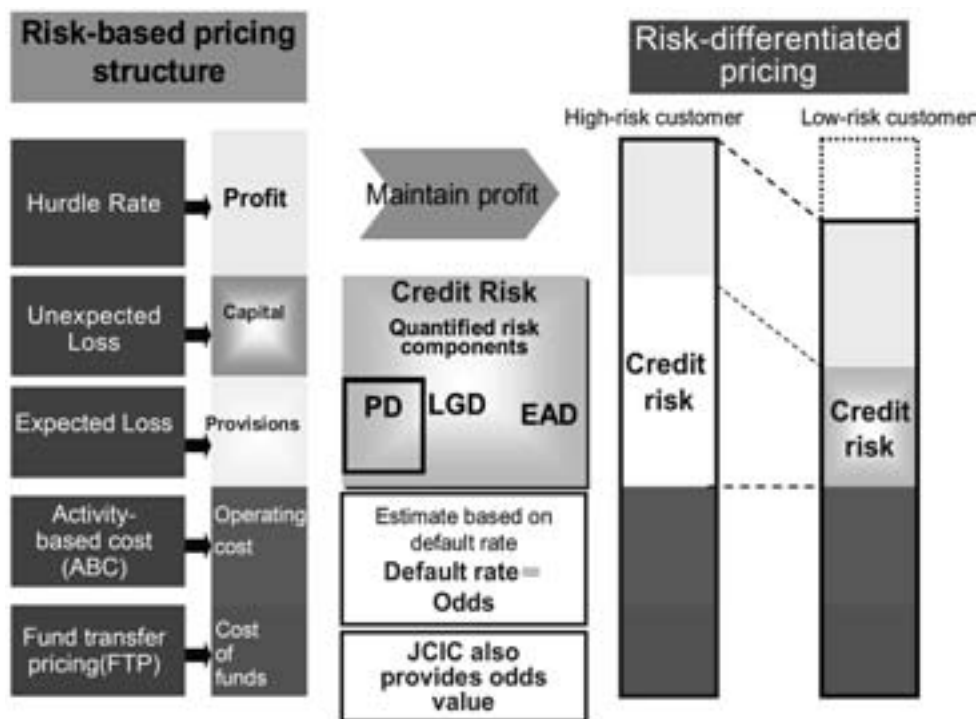 Risk-based pricing
structure
Hurdle Rate
Profit
Unexpected
Loss
Capital
Expected Loss
Provisions
Activity-
based cost
(ABC)
Operating
cost
Fund transfer
pricing(FTP)
Cost
of
funds
Maintain profit
Credit Risk
Quantified risk
components
PD
LGD
EAD
Estimate based on
default rate
Default rate=
Odds
JCIC also
provides odds
value
Risk-differentiated
pricing
High-risk customer
Low-risk customer
Credit
risk
Credit
risk